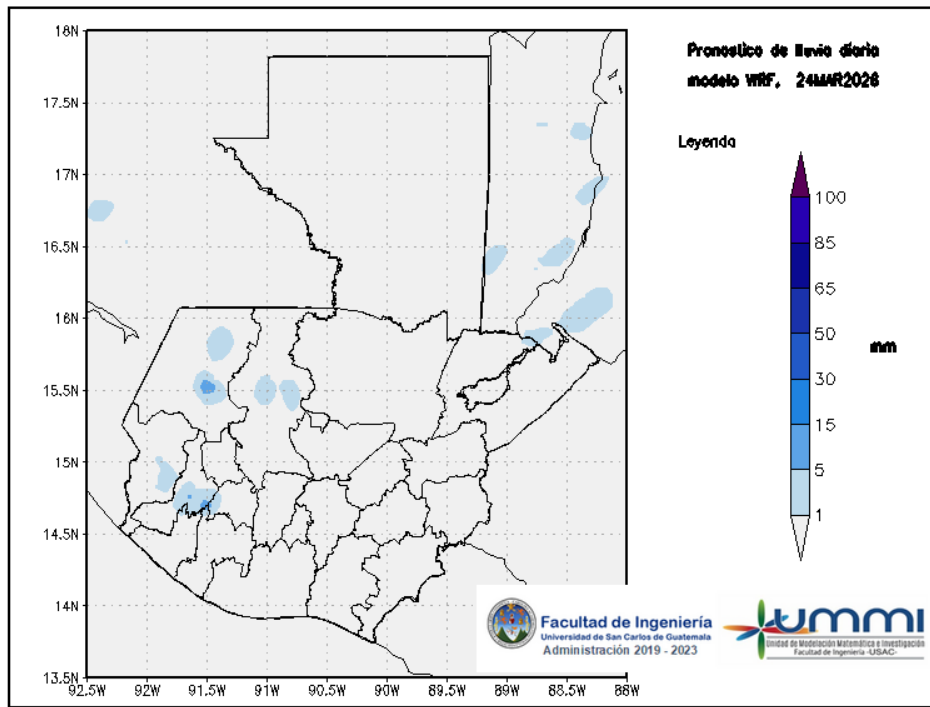 Pronostico de lluvia diaria
modelo WRF, 24MAR2026
Leyenda
100
85
65
50
30
15
5
1
mm
18N
17.5N
17N
16.5N
16N
15.5N
15N
14.5N
14N
13.5N
92.5W
92W
91.5W
91W
90.5W
90W
89.5W
89W
88.5W
88W
Facultad de Ingeniería
Universidad de San Carlos de Guatemala
Administración 2019 - 2023
UMMI
Unidad de Modelación Matemática e Investigación
Facultad de Ingeniería -USAC-